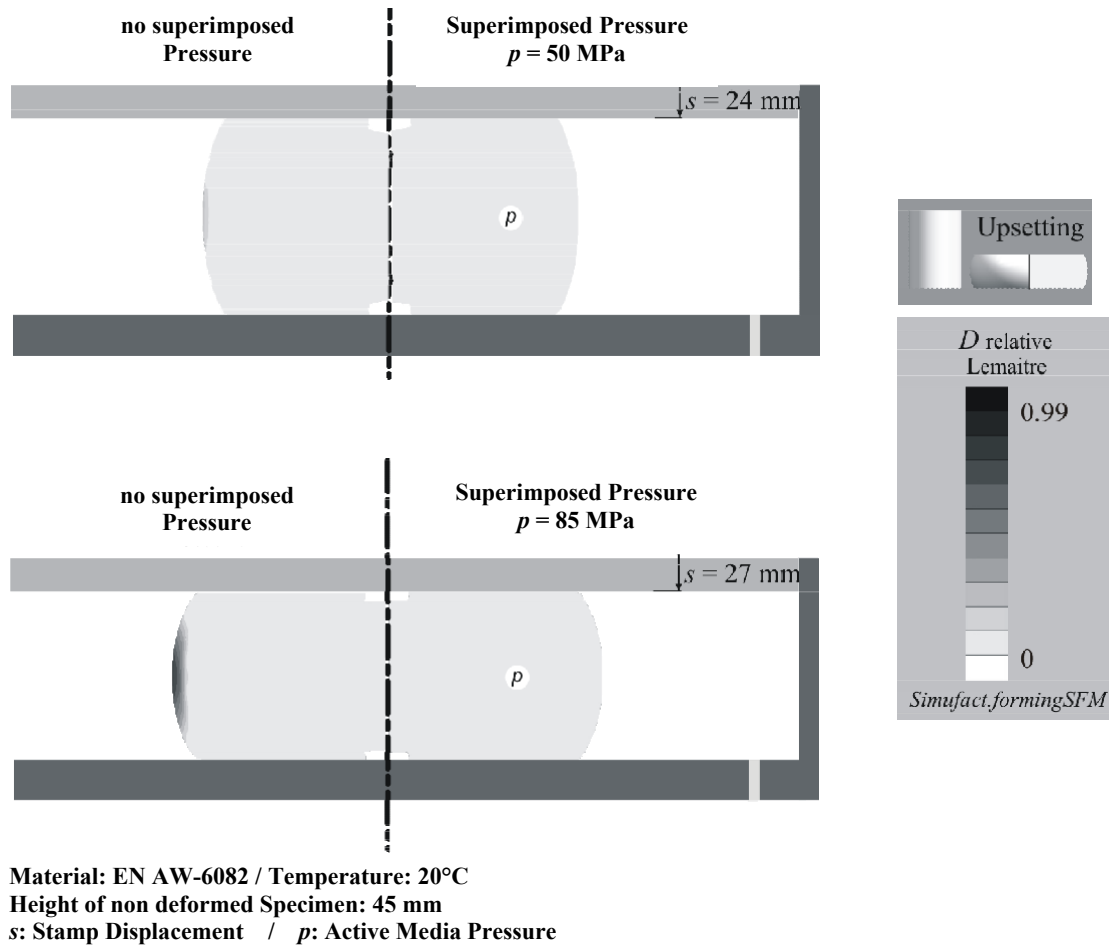 no superimposed
Pressure
Superimposed Pressure
p = 50 MPa
s = 24 mm
p
Upsetting
D relative
Lemaitre
0.99
0
Simufact.formingSFM
no superimposed
Pressure
Superimposed Pressure
p = 85 MPa
s = 27 mm
p
Material: EN AW-6082 / Temperature: 20°C
Height of non deformed Specimen: 45 mm
s: Stamp Displacement / p: Active Media Pressure